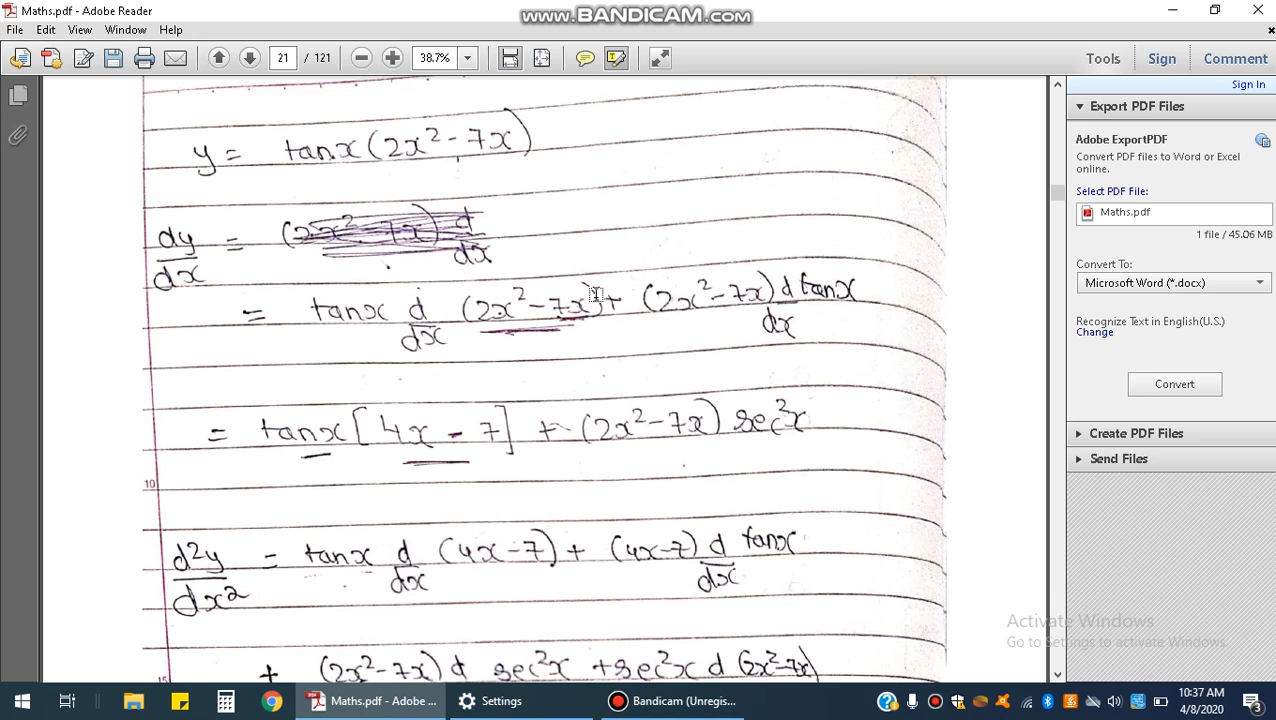 Maths.pdf - Adobe Reader
www.BANDICAM.com
File Edit View Window Help
21 / 121 38.7% Tools Sign Comment
Sign In
Export PDF Files
Adobe ExportPDF
Convert PDF files to Word or Excel
online.
Select PDF File:
Maths.pdf
1 file / 45.06 MB
Convert To:
Microsoft Word (*.docx)
Recognize Text in English(U.S.)
Change
Convert
Create PDF Files
Send Files
y = tanx(2x²-7x)
dy/dx = (2x²-7x) d/dx
= tanx d/dx (2x²-7x) + (2x²-7x) d/dx tanx
= tanx[4x-7] + (2x²-7x) sec²x
10
d²y/dx² = tanx d/dx (4x-7) + (4x-7) d/dx tanx
15
+ (2x²-7x) d sec²x + sec²x d (2x²-7x)
Activate Windows
Go to Settings to activate Windows.
Maths.pdf - Adobe ... Settings Bandicam (Unregis... 10:37 AM
4/8/2020 3